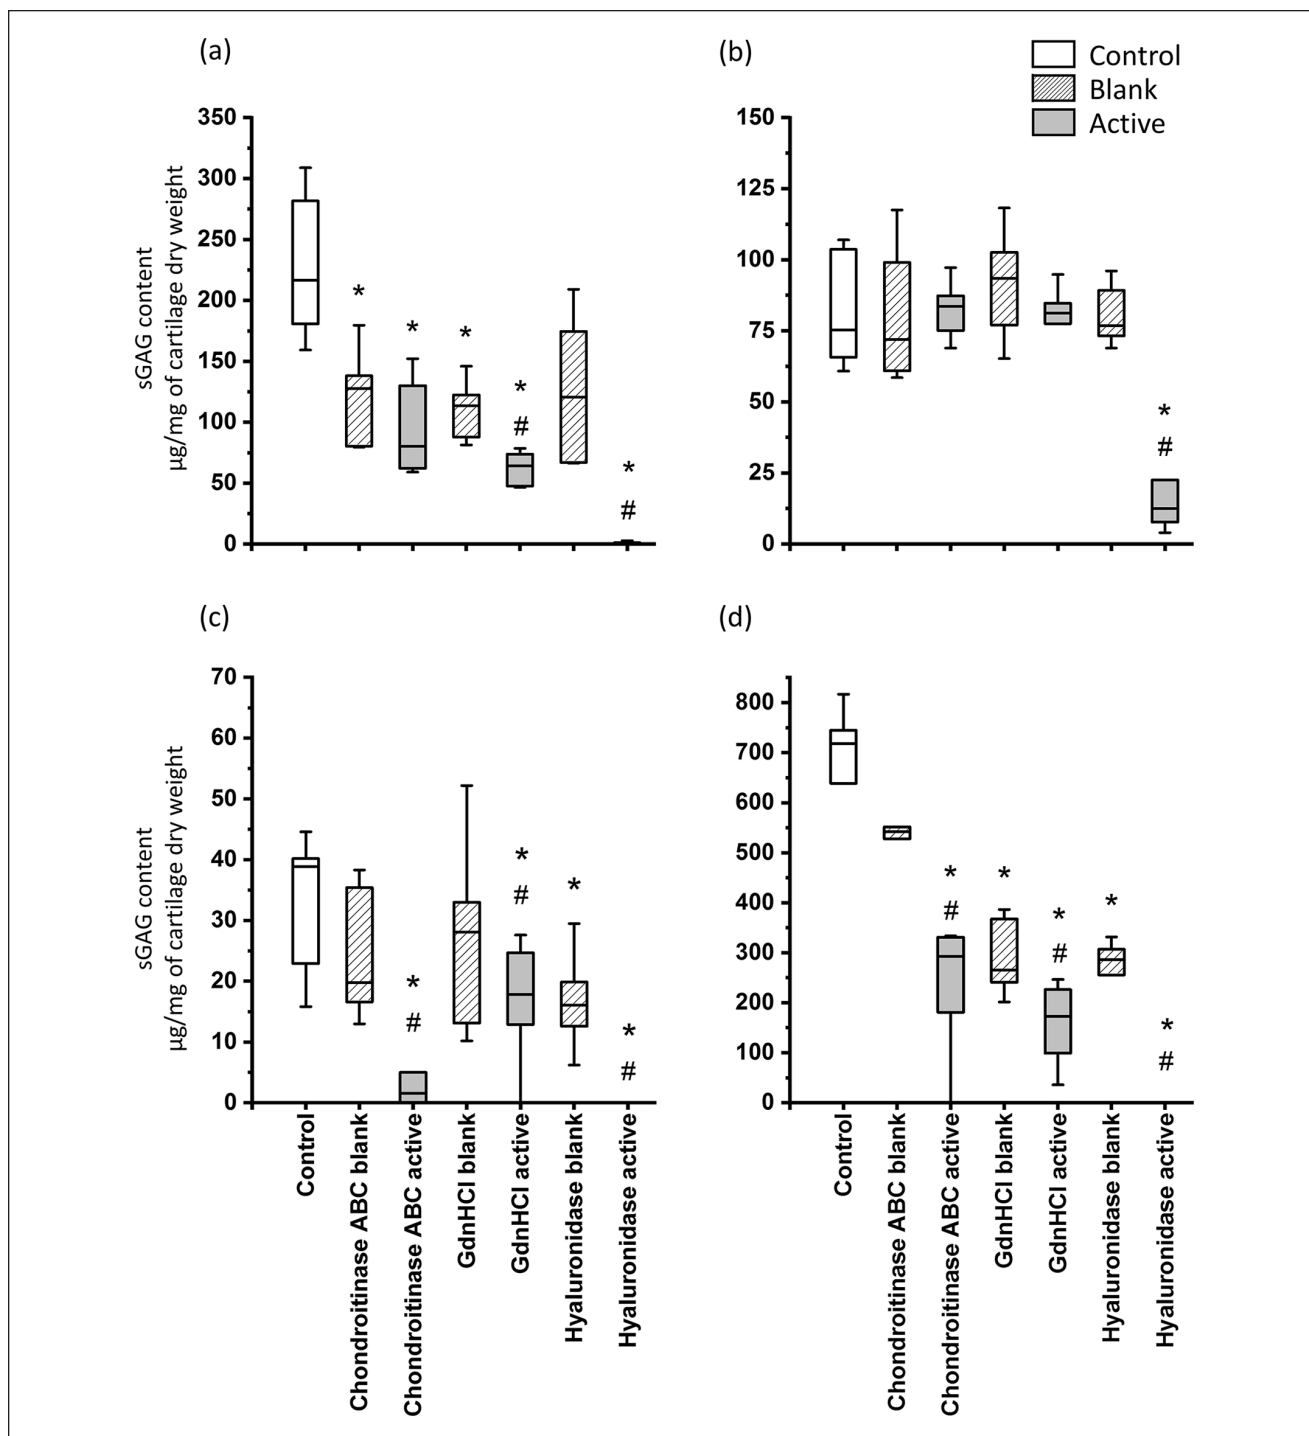 (a)
350
300
250
200
150
100
50
0
sGAG content
µg/mg of cartilage dry weight
*
*
*
*
#
*
#
(b)
Control
Blank
Active
150
125
100
75
50
25
0
*
#
(c)
70
60
50
40
30
20
10
0
sGAG content
µg/mg of cartilage dry weight
*
#
*
#
*
*
#
Control
Chondroitinase ABC blank
Chondroitinase ABC active
GdnHCl blank
GdnHCl active
Hyaluronidase blank
Hyaluronidase active
(d)
800
700
600
500
400
300
200
100
0
*
#
*
*
#
*
*
#
Control
Chondroitinase ABC blank
Chondroitinase ABC active
GdnHCl blank
GdnHCl active
Hyaluronidase blank
Hyaluronidase active